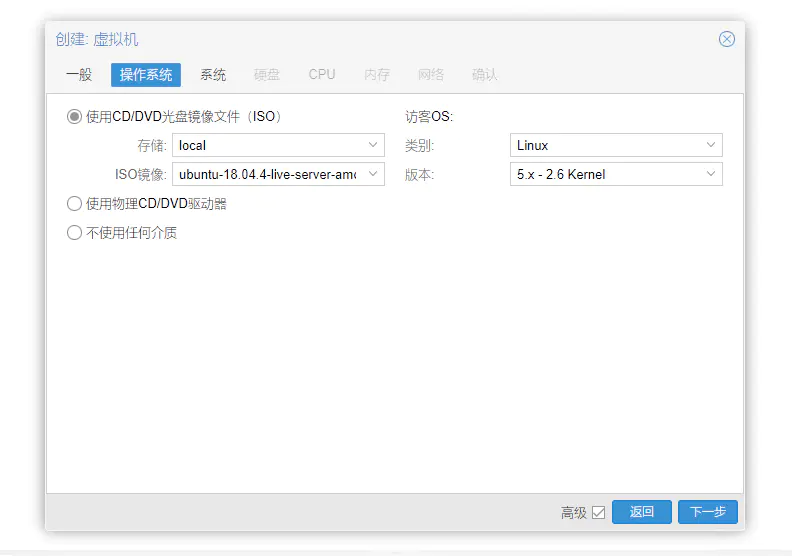 创建: 虚拟机
一般 操作系统 系统 硬盘 CPU 内存 网络 确认
使用CD/DVD光盘镜像文件（ISO） 访客OS:
存储: local 类别: Linux
ISO镜像: ubuntu-18.04.4-live-server-amc 版本: 5.x - 2.6 Kernel
使用物理CD/DVD驱动器
不使用任何介质
高级 返回 下一步